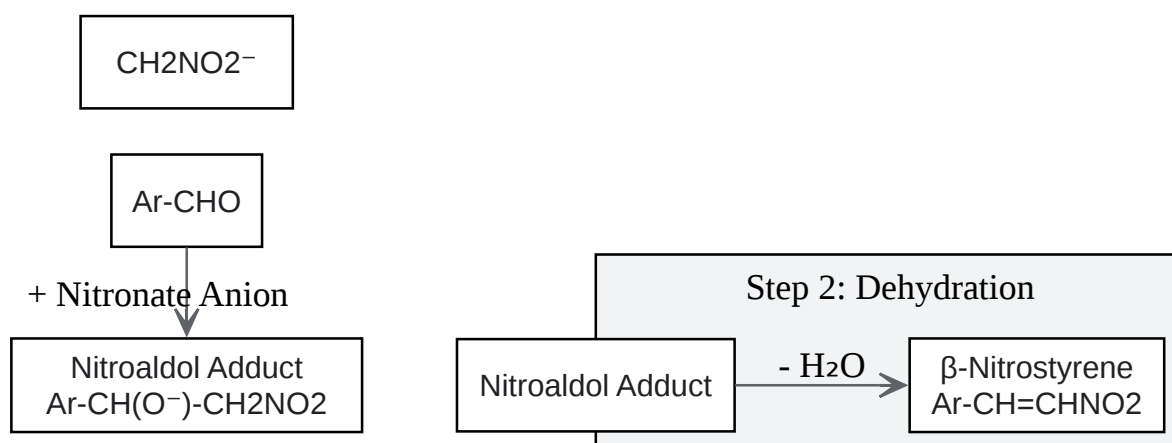 CH2NO2⁻
Ar-CHO
+ Nitronate Anion
Nitroaldol Adduct
Ar-CH(O⁻)-CH2NO2
Step 2: Dehydration
Nitroaldol Adduct
- H₂O
β-Nitrostyrene
Ar-CH=CHNO2